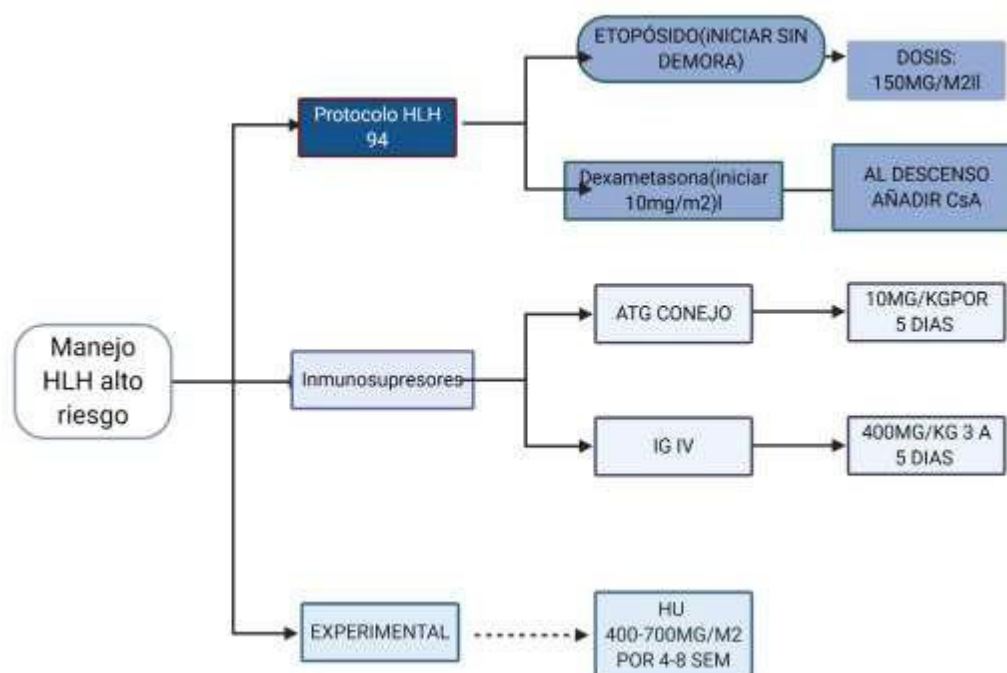 Manejo
HLH alto
riesgo
Protocolo HLH
94
ETOPÓSIDO(iNICIAR SIN
DEMORA)
DOSIS:
150MG/M2II
Dexametasona(iniciar
10mg/m2)I
AL DESCENSO
AÑADIR CsA
Inmunosupresores
ATG CONEJO
10MG/KGPOR
5 DIAS
IG IV
400MG/KG 3 A
5 DIAS
EXPERIMENTAL
HU
400-700MG/M2
POR 4-8 SEM